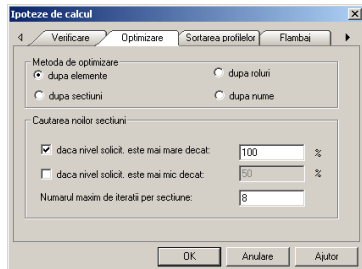 Ipoteze de calcul
Verificare Optimizare Sortarea profilelor Flambaj
Metoda de optimizare
dupa elemente dupa roluri
dupa sectiuni dupa nume
Cautarea noilor sectiuni
daca nivel solicit. este mai mare decat: 100 %
daca nivel solicit. este mai mic decat: 50 %
Numarul maxim de iteratii per sectiune: 8
OK Anulare Ajutor